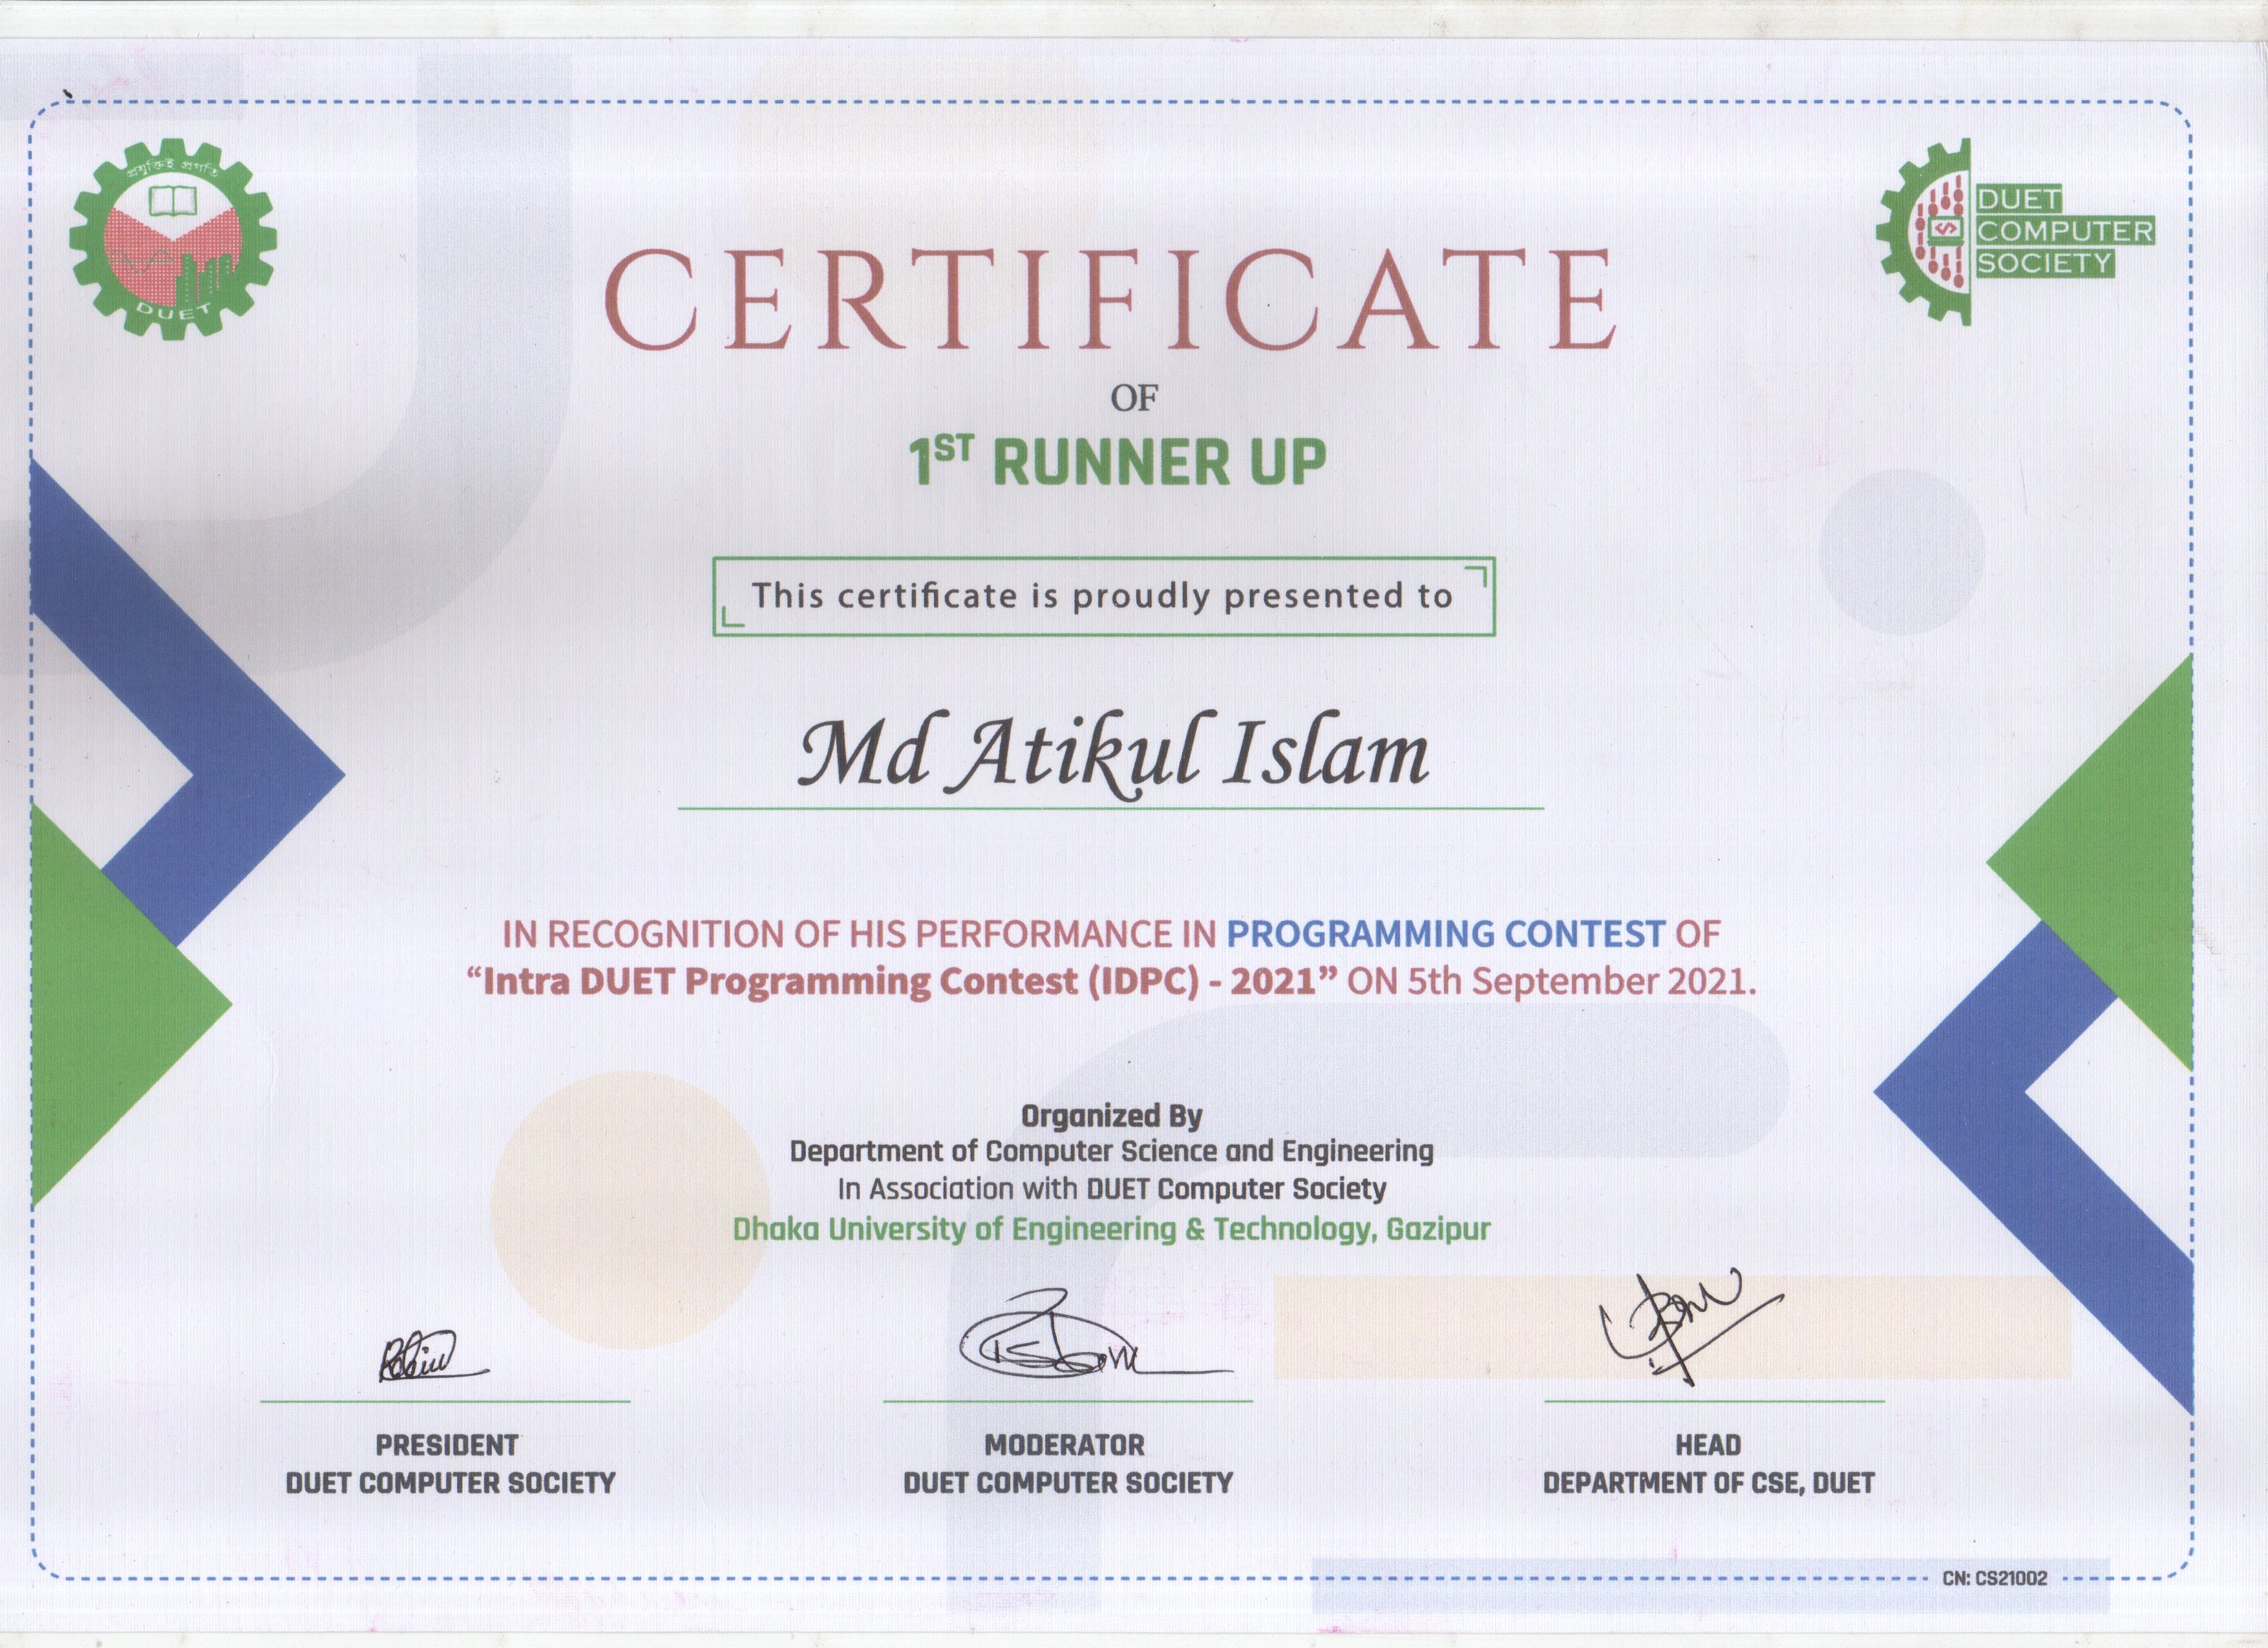 প্রযুক্তিই প্রগতি
DUET
DUET
COMPUTER
SOCIETY
CERTIFICATE
OF
1ST RUNNER UP
This certificate is proudly presented to
Md Atikul Islam
IN RECOGNITION OF HIS PERFORMANCE IN PROGRAMMING CONTEST OF
“Intra DUET Programming Contest (IDPC) - 2021” ON 5th September 2021.
Organized By
Department of Computer Science and Engineering
In Association with DUET Computer Society
Dhaka University of Engineering & Technology, Gazipur
PRESIDENT
DUET COMPUTER SOCIETY
MODERATOR
DUET COMPUTER SOCIETY
HEAD
DEPARTMENT OF CSE, DUET
CN: CS21002